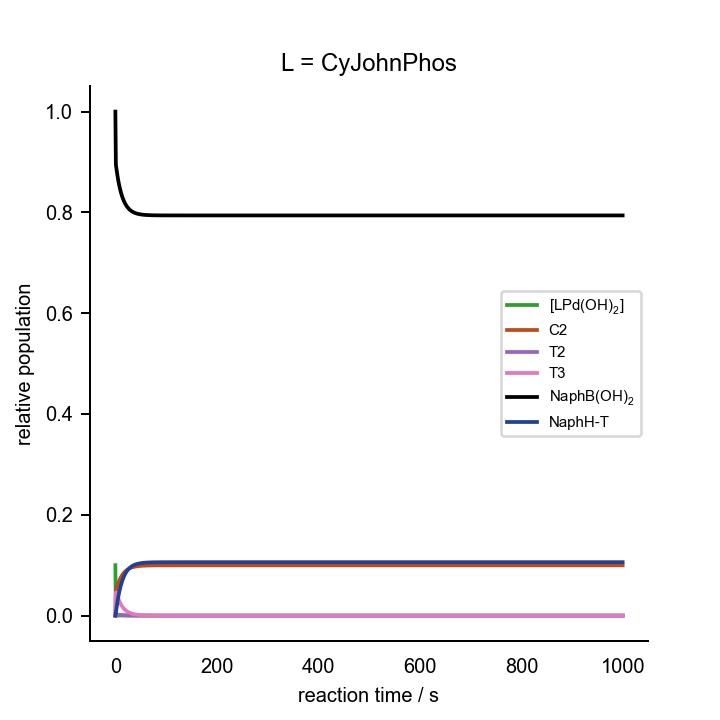 L = CyJohnPhos
relative population
1.0
0.8
0.6
0.4
0.2
0.0
[LPd(OH)₂]
C2
T2
T3
NaphB(OH)₂
NaphH-T
0 200 400 600 800 1000
reaction time / s